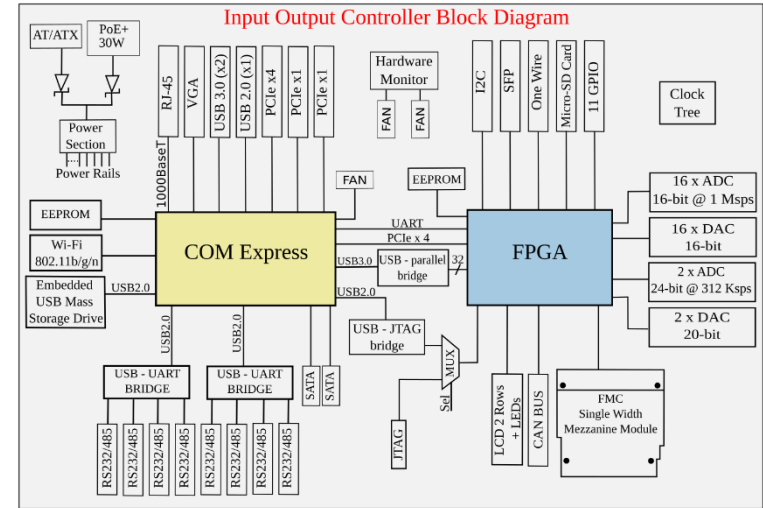 Input Output Controller Block Diagram
AT/ATX
PoE+
30W
Power
Section
Power Rails
RJ-45
VGA
USB 3.0 (x2)
USB 2.0 (x1)
PCIe x4
PCIe x1
PCIe x1
1000BaseT
Hardware
Monitor
FAN
FAN
I2C
SFP
One Wire
Micro-SD Card
11 GPIO
Clock
Tree
FAN
EEPROM
EEPROM
Wi-Fi
802.11b/g/n
Embedded
USB Mass
Storage Drive
USB2.0
COM Express
UART
PCIe x 4
USB3.0
USB - parallel
bridge
32
USB2.0
USB - JTAG
bridge
FPGA
16 x ADC
16-bit @ 1 Msps
16 x DAC
16-bit
2 x ADC
24-bit @ 312 Ksps
2 x DAC
20-bit
USB2.0
USB2.0
USB - UART
BRIDGE
USB - UART
BRIDGE
SATA
SATA
MUX
Sel
JTAG
LCD 2 Rows
+ LEDs
CAN BUS
FMC
Single Width
Mezzanine Module
RS232/485
RS232/485
RS232/485
RS232/485
RS232/485
RS232/485
RS232/485
RS232/485